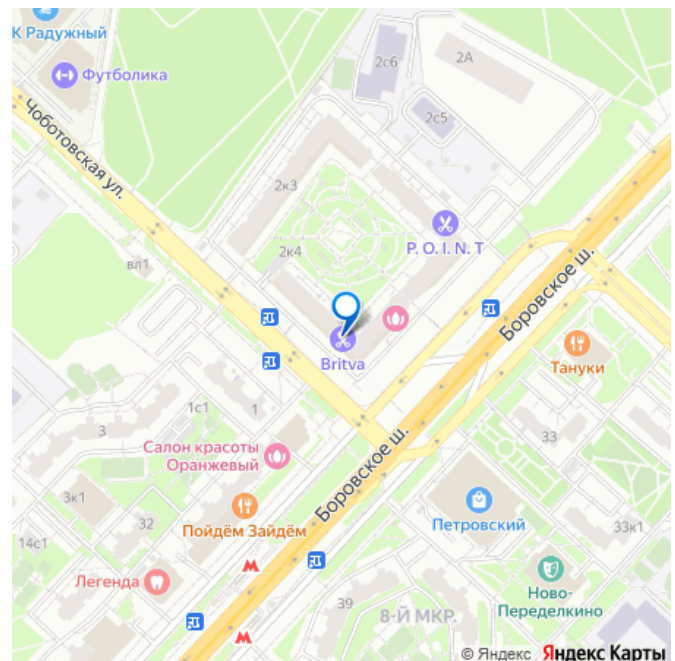 К Радужный
Футболика
2с6
2А
2с5
Чоботовская ул.
2к3
P. O. I. N. T
2к4
вл1
Боровское ш.
Britva
Тануки
1с1
1
3
33
Салон красоты
Оранжевый
Боровское ш.
3к1
32
Пойдём Зайдём
Петровский
33к1
14с1
Легенда
М
Ново-
Переделкино
39
8-Й МКР.
М
© Яндекс Яндекс Карты